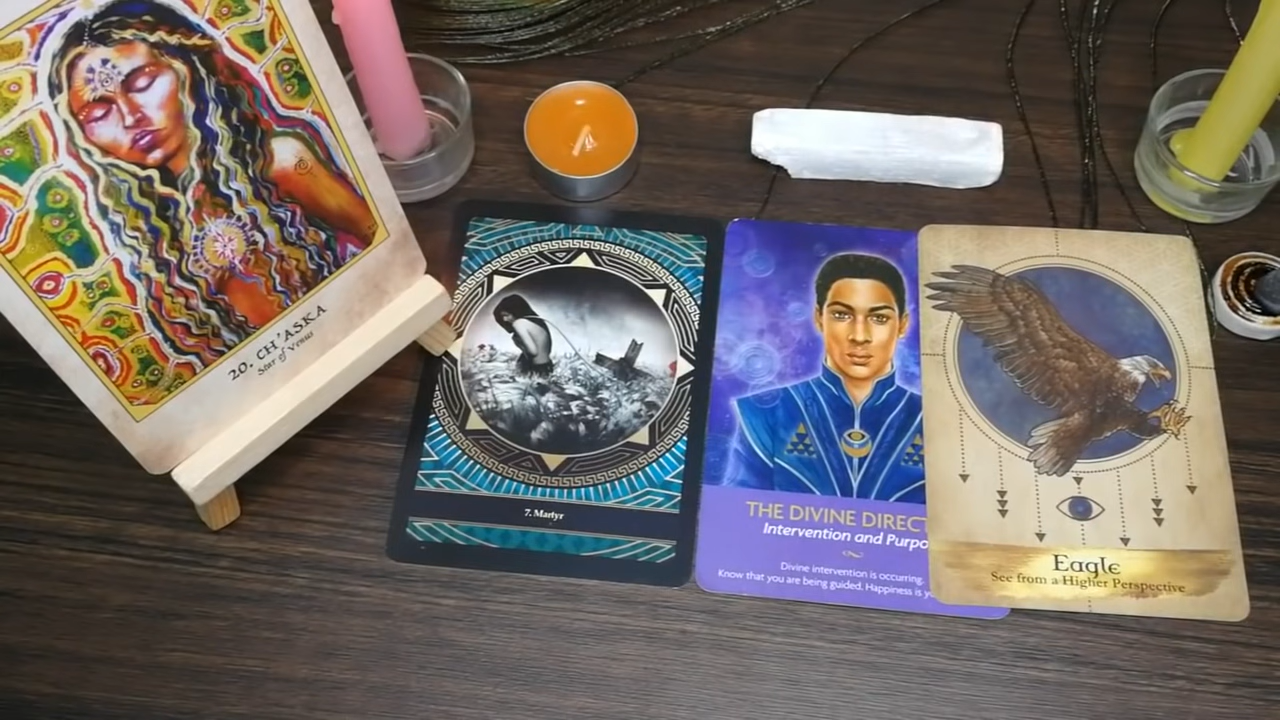 20. CH'ASKA
Star of Venus
7. Martyr
THE DIVINE DIRECT
Intervention and Purpo
Divine intervention is occurring.
Know that you are being guided. Happiness is yo
Eagle
See from a Higher Perspective